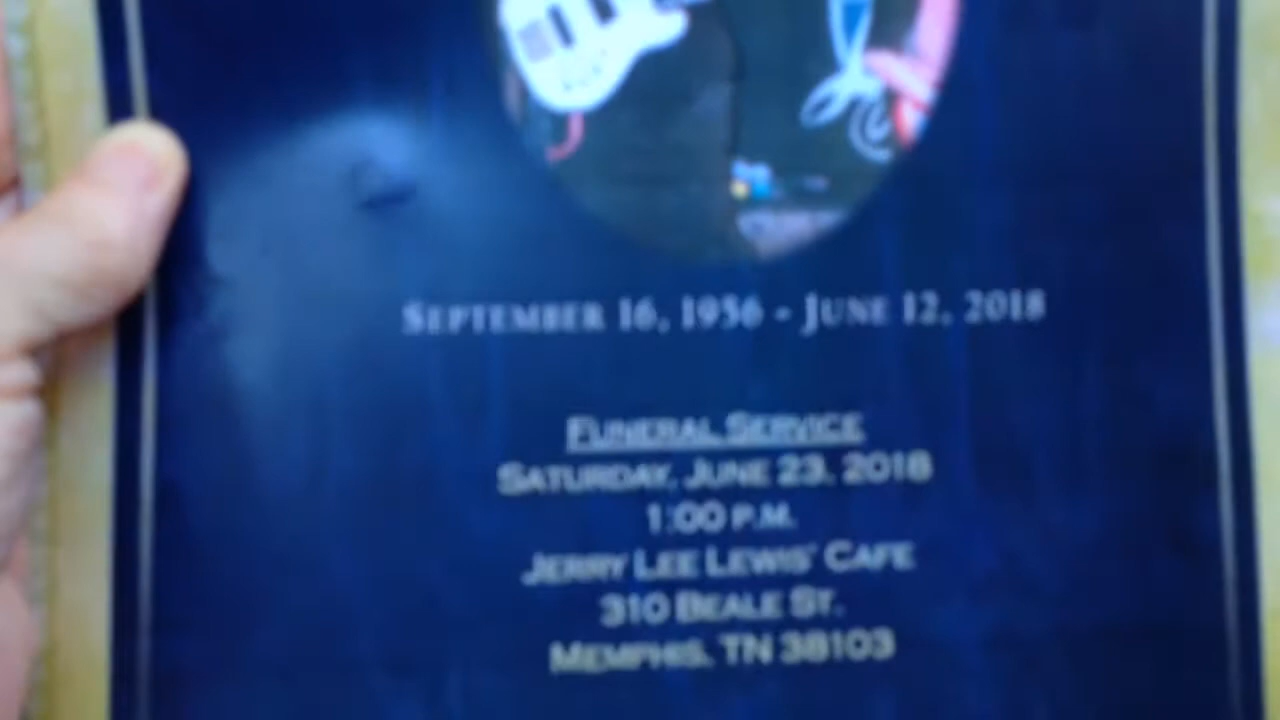 September 16, 1956 - June 12, 2018
Funeral Service
Saturday, June 23, 2018
1:00 P.M.
Jerry Lee Lewis' Cafe
310 Beale St.
Memphis, TN 38103